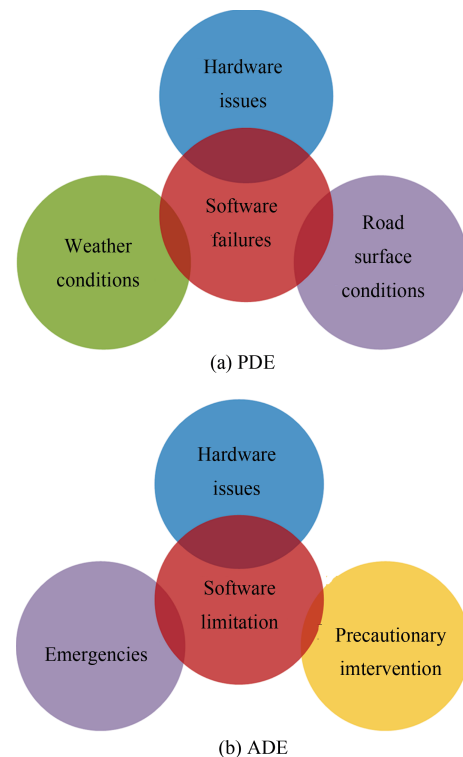 Hardware
issues
Software
failures
Weather
conditions
Road
surface
conditions
(a) PDE
Hardware
issues
Software
limitation
Emergencies
Precautionary
imtervention
(b) ADE